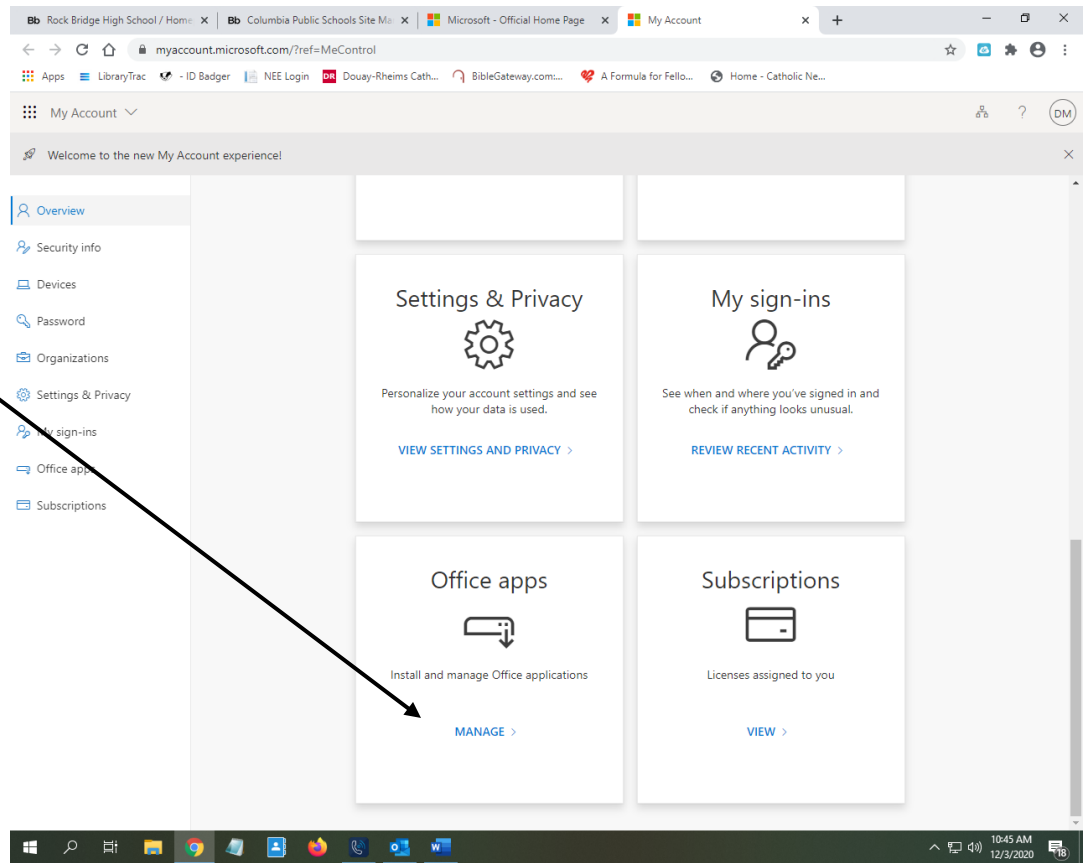 Bb Rock Bridge High School / Home
Bb Columbia Public Schools Site Ma
Microsoft - Official Home Page
My Account
myaccount.microsoft.com/?ref=MeControl
Apps
LibraryTrac
- ID Badger
NEE Login
DR Douay-Rheims Cath...
BibleGateway.com:...
A Formula for Fello...
Home - Catholic Ne...
My Account
?
DM
Welcome to the new My Account experience!
Overview
Security info
Devices
Password
Organizations
Settings & Privacy
My sign-ins
Office apps
Subscriptions
Settings & Privacy
Personalize your account settings and see
how your data is used.
VIEW SETTINGS AND PRIVACY >
My sign-ins
See when and where you've signed in and
check if anything looks unusual.
REVIEW RECENT ACTIVITY >
Office apps
Install and manage Office applications
MANAGE >
Subscriptions
Licenses assigned to you
VIEW >
10:45 AM
12/3/2020
18